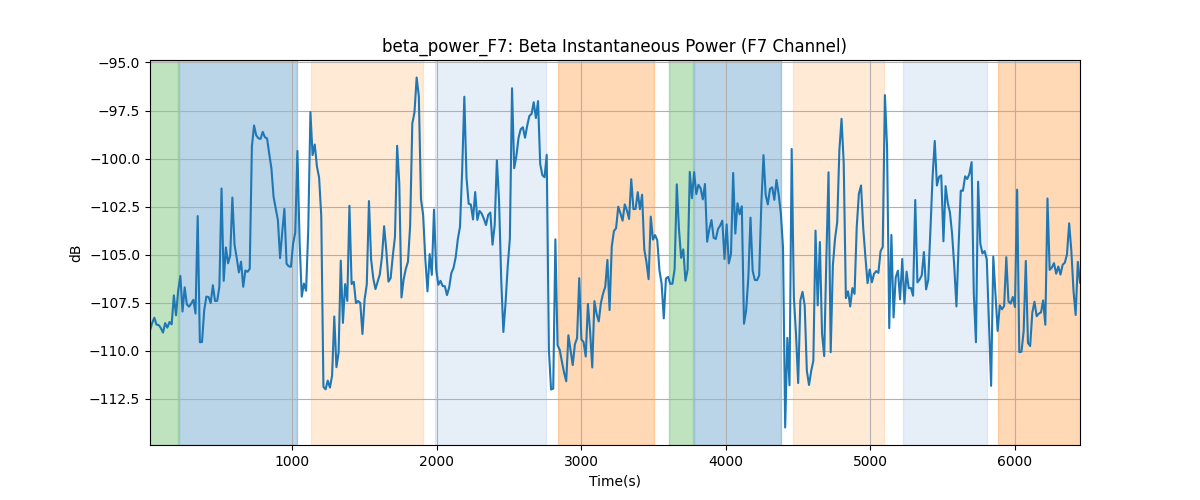 beta_power_F7: Beta Instantaneous Power (F7 Channel)
−95.0
−97.5
−100.0
−102.5
−105.0
−107.5
−110.0
−112.5
dB
1000 2000 3000 4000 5000 6000
Time(s)